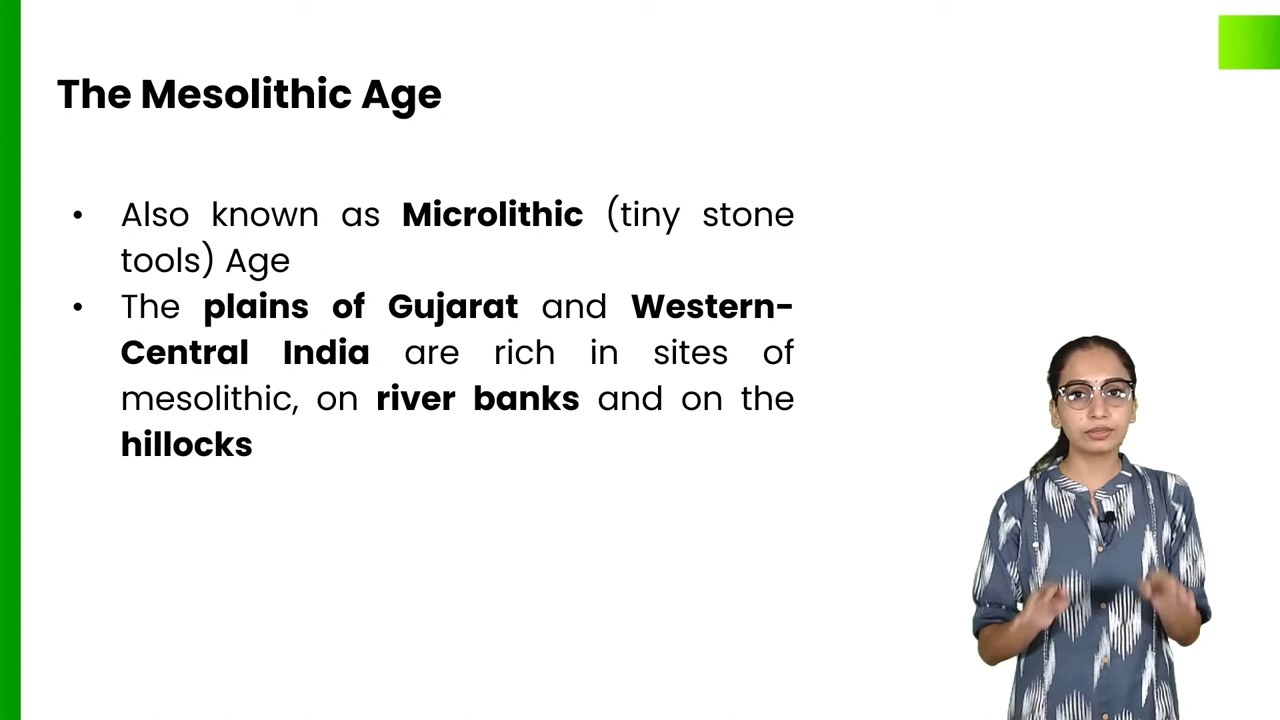 The Mesolithic Age
• Also known as Microlithic (tiny stone
tools) Age
• The plains of Gujarat and Western-
Central India are rich in sites of
mesolithic, on river banks and on the
hillocks